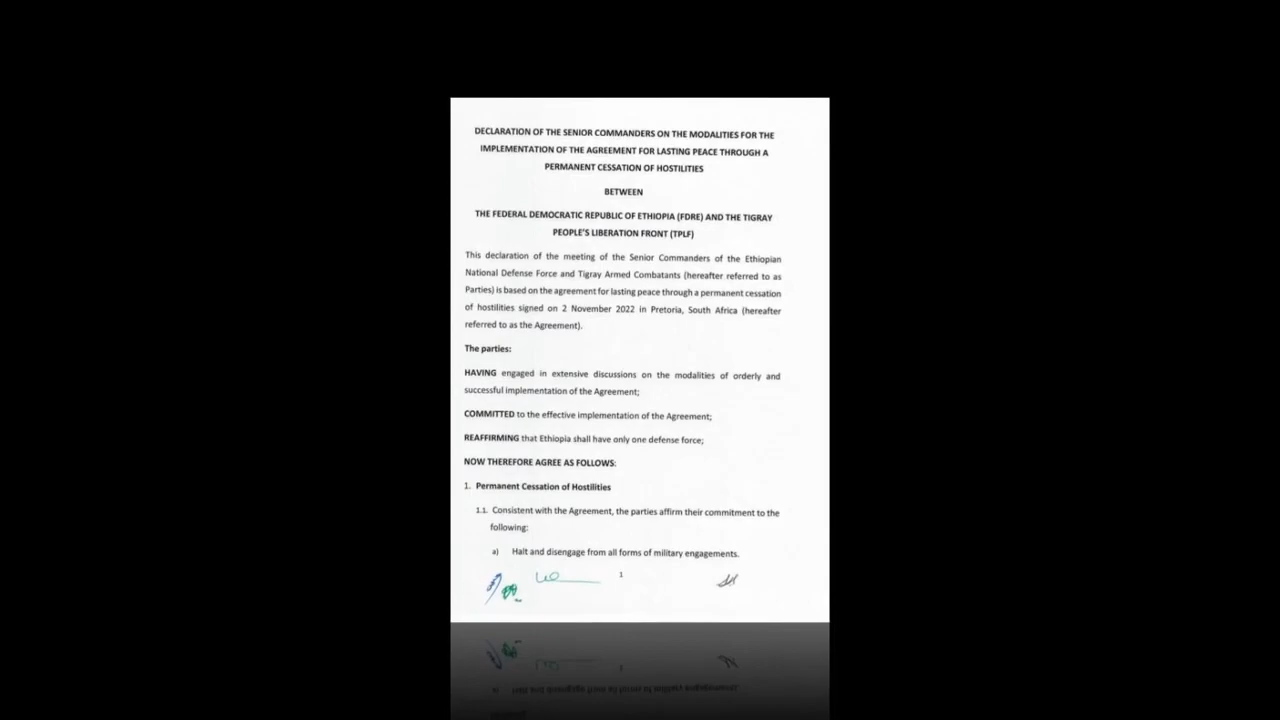 DECLARATION OF THE SENIOR COMMANDERS ON THE MODALITIES FOR THE
IMPLEMENTATION OF THE AGREEMENT FOR LASTING PEACE THROUGH A
PERMANENT CESSATION OF HOSTILITIES
BETWEEN
THE FEDERAL DEMOCRATIC REPUBLIC OF ETHIOPIA (FDRE) AND THE TIGRAY
PEOPLE'S LIBERATION FRONT (TPLF)
This declaration of the meeting of the Senior Commanders of the Ethiopian
National Defense Force and Tigray Armed Combatants (hereafter referred to as
Parties) is based on the agreement for lasting peace through a permanent cessation
of hostilities signed on 2 November 2022 in Pretoria, South Africa (hereafter
referred to as the Agreement).
The parties:
HAVING engaged in extensive discussions on the modalities of orderly and
successful implementation of the Agreement;
COMMITTED to the effective implementation of the Agreement;
REAFFIRMING that Ethiopia shall have only one defense force;
NOW THEREFORE AGREE AS FOLLOWS:
1. Permanent Cessation of Hostilities
1.1. Consistent with the Agreement, the parties affirm their commitment to the
following:
a) Halt and disengage from all forms of military engagements.
1